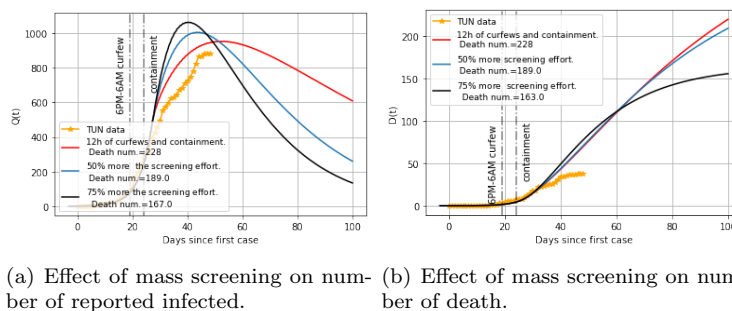 Q(t)
1000
800
600
400
200
0
6PM-6AM curfew
containment
TUN data
12h of curfews and containment.
Death num.=228
50% more the screening effort.
Death num.=189.0
75% more the screening effort.
Death num.=167.0
0 20 40 60 80 100
Days since first case
D(t)
200
150
100
50
0
TUN data
12h of curfews and containment.
Death num.=228
50% more screening effort.
Death num.=189.0
75% more screening effort.
Death num.=163.0
6PM-6AM curfew
containment
0 20 40 60 80 100
Days since first case
(a) Effect of mass screening on num-
ber of reported infected.
(b) Effect of mass screening on num
ber of death.